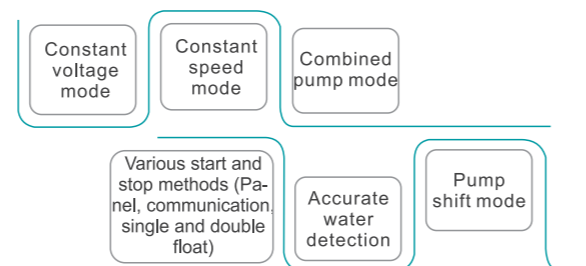 Constant
voltage
mode
Constant
speed
mode
Combined
pump mode
Various start and
stop methods (Pa-
nel, communication,
single and double
float)
Accurate
water
detection
Pump
shift mode